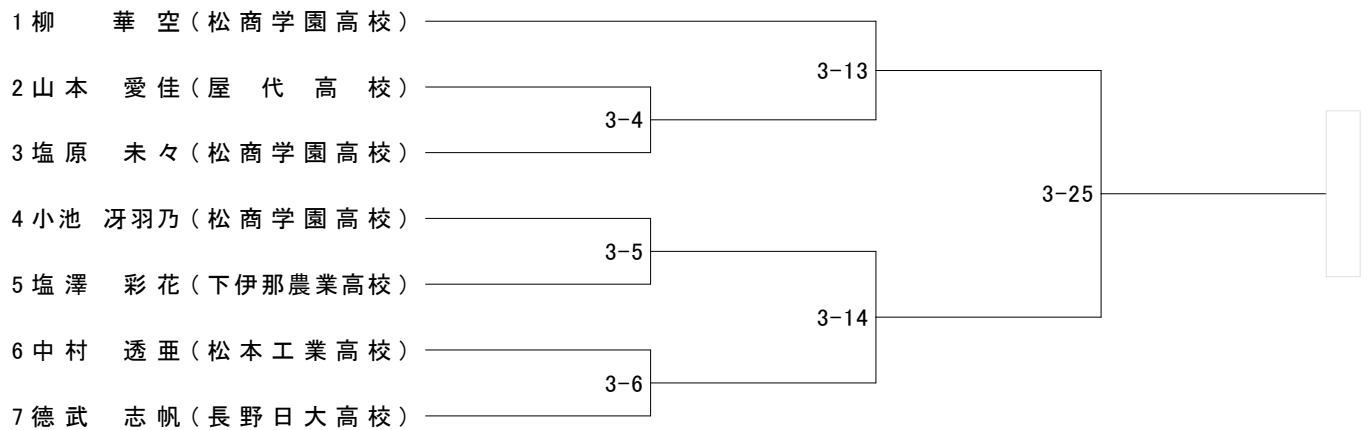 1 柳 華 空 (松商学園高校)
3-13
2 山本 愛佳 (屋代高校)
3-4
3 塩原 未々 (松商学園高校)
3-25
4 小池 冴羽乃 (松商学園高校)
3-5
5 塩澤 彩花 (下伊那農業高校)
3-14
6 中村 透亜 (松本工業高校)
3-6
7 德武 志帆 (長野日大高校)